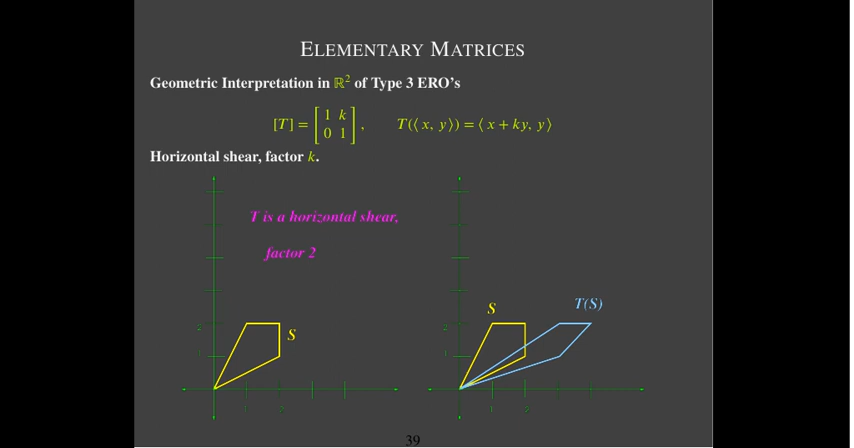 ELEMENTARY MATRICES
Geometric Interpretation in ℝ² of Type 3 ERO's
[T] = [1 k; 0 1], T(⟨x, y⟩) = ⟨x + ky, y⟩
Horizontal shear, factor k.
T is a horizontal shear,
factor 2
S
2
1
1
2
S
T(S)
2
1
1
2
39